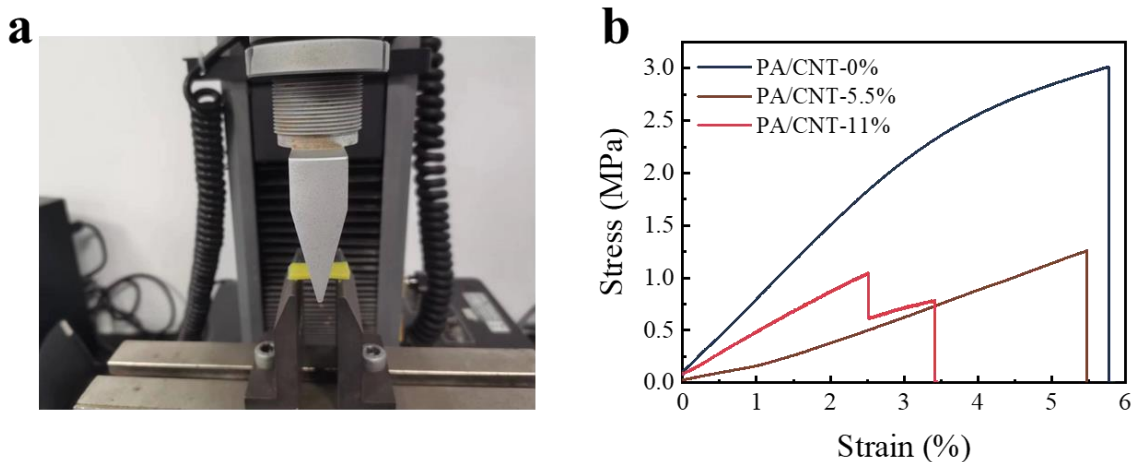 a
b
PA/CNT-0%
PA/CNT-5.5%
PA/CNT-11%
3.0
2.5
2.0
1.5
1.0
0.5
0.0
0 1 2 3 4 5 6
Stress (MPa)
Strain (%)